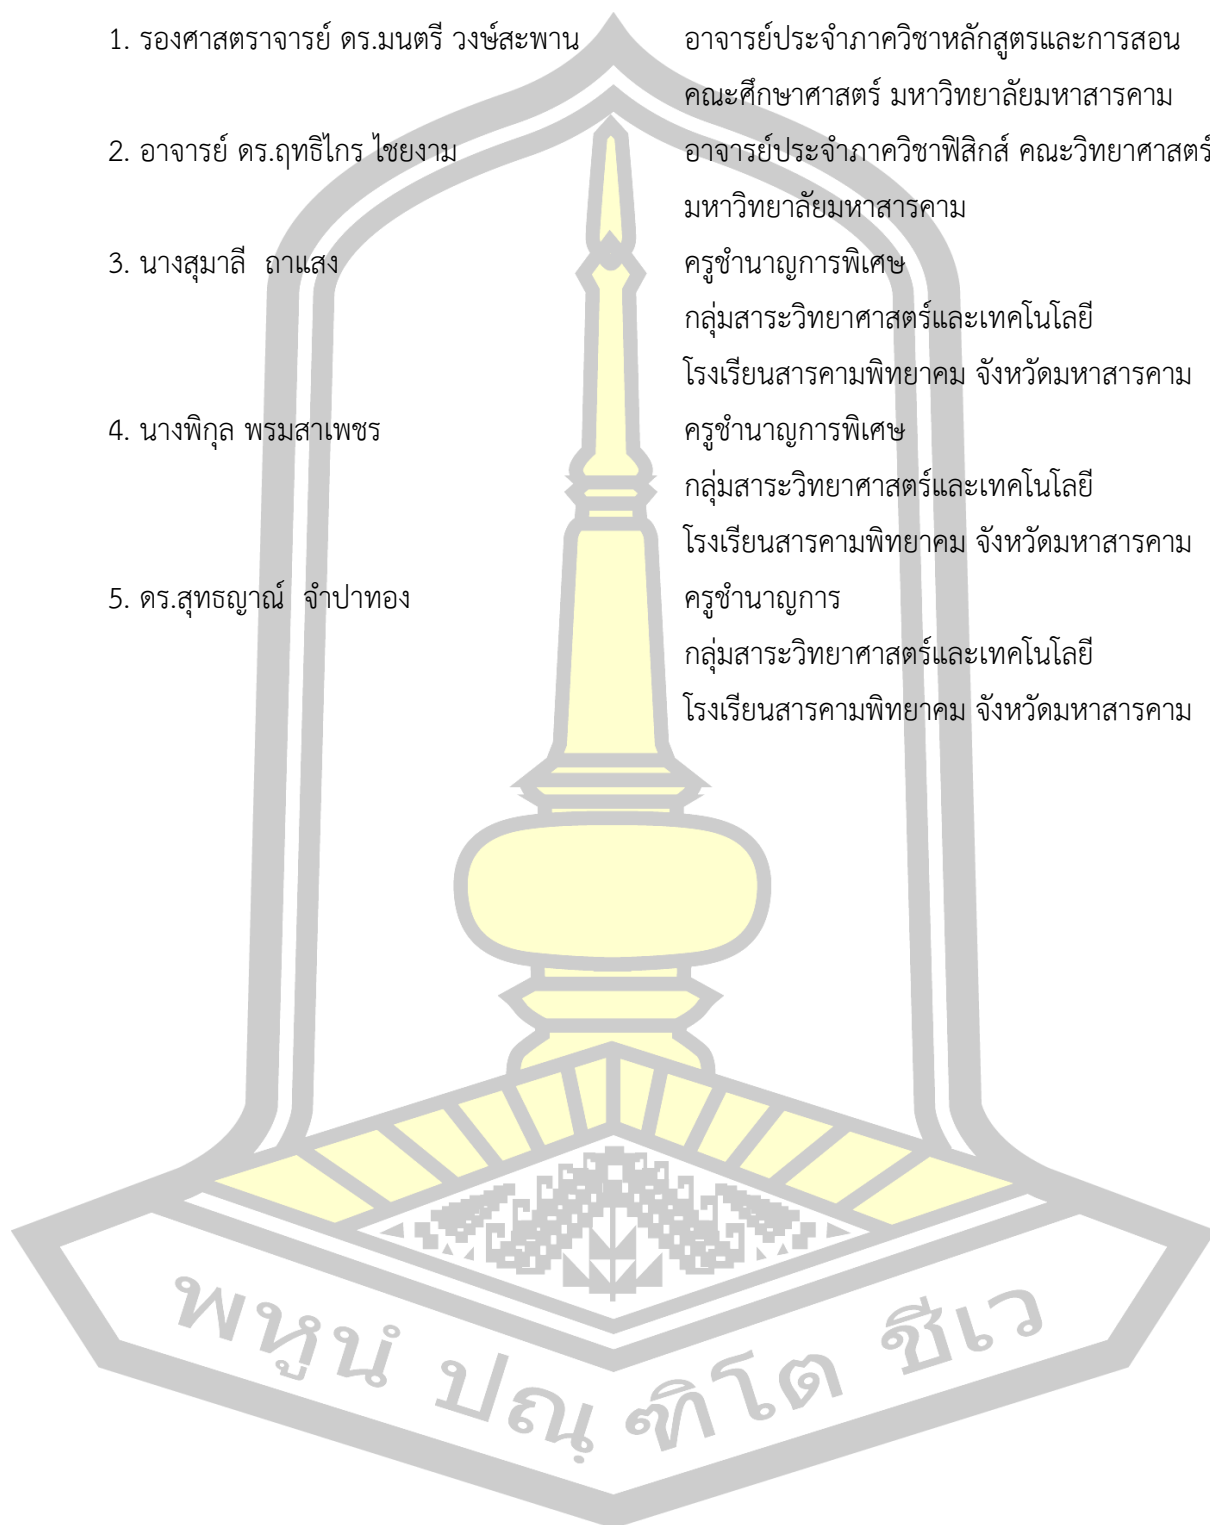 1. รองศาสตราจารย์ ดร.มนตรี วงษ์สะพาน อาจารย์ประจำภาควิชาหลักสูตรและการสอน
คณะศึกษาศาสตร์ มหาวิทยาลัยมหาสารคาม
2. อาจารย์ ดร.ฤทธิไกร ไชยงาม อาจารย์ประจำภาควิชาฟิสิกส์ คณะวิทยาศาสตร์
มหาวิทยาลัยมหาสารคาม
3. นางสุมาลี ถาแสง ครูชำนาญการพิเศษ
กลุ่มสาระวิทยาศาสตร์และเทคโนโลยี
โรงเรียนสารคามพิทยาคม จังหวัดมหาสารคาม
4. นางพิกุล พรมสาเพชร ครูชำนาญการพิเศษ
กลุ่มสาระวิทยาศาสตร์และเทคโนโลยี
โรงเรียนสารคามพิทยาคม จังหวัดมหาสารคาม
5. ดร.สุทธญาณ์ จำปาทอง ครูชำนาญการ
กลุ่มสาระวิทยาศาสตร์และเทคโนโลยี
โรงเรียนสารคามพิทยาคม จังหวัดมหาสารคาม
พหูนํ ปณฺ ฑิโต ชีเว